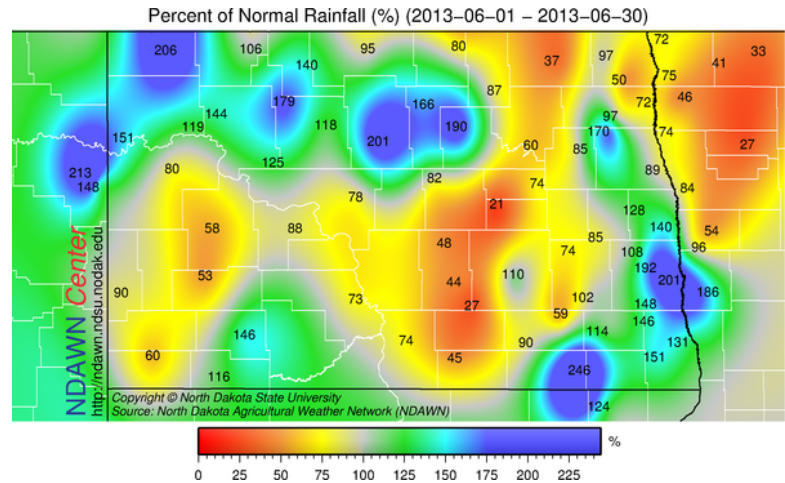 Percent of Normal Rainfall (%) (2013−06−01 − 2013−06−30)
206 106 95 80 37 97 72 41 33
140 87 50 75
179 144 166 72 46
151 119 118 201 190 97 170 74 27
125 60 85
213 148 80 82 74 89 84
78 21 128
58 88 48 85 140 54
74 108 96
53 44 110 192 201 186
90 73 27 102 148
59 146
146 74 90 114 131
60 45 151
116 246
124
NDAWN Center
http://ndawn.ndsu.nodak.edu
Copyright © North Dakota State University
Source: North Dakota Agricultural Weather Network (NDAWN)
%
0 25 50 75 100 125 150 175 200 225